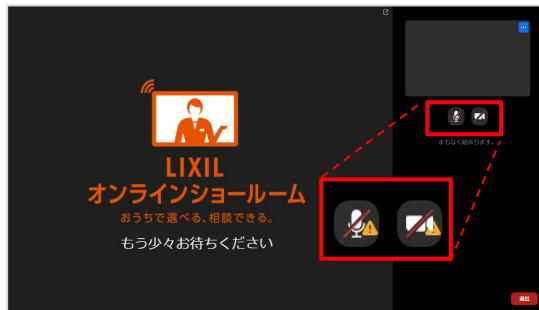 LIXIL
オンラインショールーム
おうちで選べる、相談できる。
もう少々お待ちください
まもなく始まります。
退出